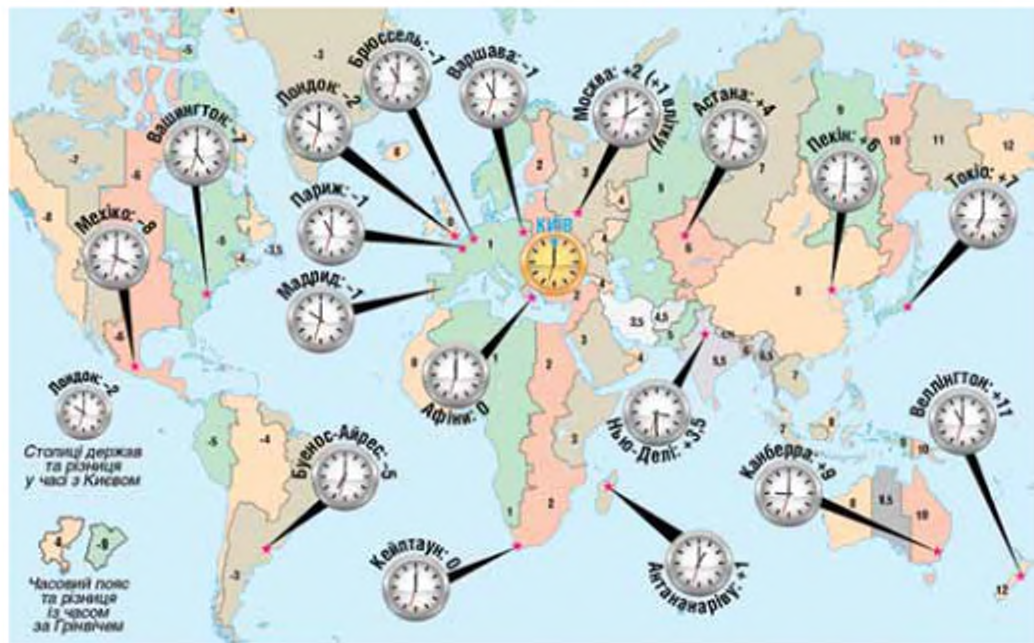 Брюссель: -1
Варшава: -1
Лондон: -2
Москва: +2 (+1 влітку)
Астана: +4
Вашингтон: -7
Пекін: +6
Токіо: +7
Париж: -1
Мехіко: -8
КИЇВ
Мадрид: -1
Афіни: 0
Нью-Делі: +3,5
Веллінгтон: +11
Лондон: -2
Столиці держав
та різниця
у часі з Києвом
Буенос-Айрес: -5
Канберра: +9
Кейптаун: 0
Антананаріву: +1
Часовий пояс
та різниця
із часом
за Грінвічем